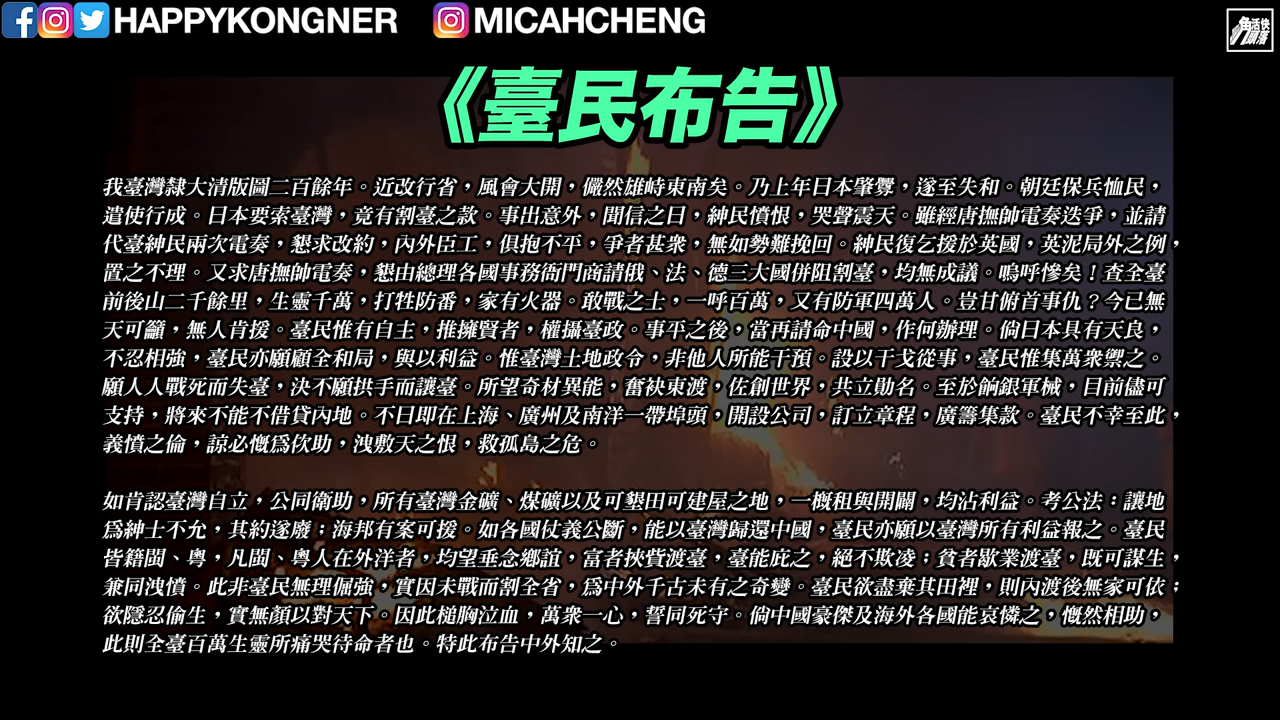 HAPPYKONGNER MICAHCHENG
快活角落
《臺民布告》
我臺灣隸大清版圖二百餘年。近改行省，風會大開，儼然雄峙東南矣。乃上年日本肇釁，遂至失和。朝廷保兵恤民，
遣使行成。日本要索臺灣，竟有割臺之款。事出意外，聞信之日，紳民憤恨，哭聲震天。雖經唐撫帥電奏迭爭，並請
代臺紳民兩次電奏，懇求改約，內外臣工，俱抱不平，爭者甚衆，無如勢難挽回。紳民復乞援於英國，英泥局外之例，
置之不理。又求唐撫帥電奏，懇由總理各國事務衙門商請俄、法、德三大國併阻割臺，均無成議。嗚呼慘矣！查全臺
前後山二千餘里，生靈千萬，打牲防番，家有火器。敢戰之士，一呼百萬，又有防軍四萬人。豈甘俯首事仇？今已無
天可籲，無人肯援。臺民惟有自主，推擁賢者，權攝臺政。事平之後，當再請命中國，作何辦理。倘日本具有天良，
不忍相強，臺民亦願顧全和局，與以利益。惟臺灣土地政令，非他人所能干預。設以干戈從事，臺民惟集萬衆禦之。
願人人戰死而失臺，決不願拱手而讓臺。所望奇材異能，奮袂東渡，佐創世界，共立勛名。至於餉銀軍械，目前儘可
支持，將來不能不借貸內地。不日即在上海、廣州及南洋一帶埠頭，開設公司，訂立章程，廣籌集款。臺民不幸至此，
義憤之倫，諒必慨爲佽助，洩敷天之恨，救孤島之危。
如肯認臺灣自立，公同衛助，所有臺灣金礦、煤礦以及可墾田可建屋之地，一概租與開闢，均沾利益。考公法：讓地
爲紳士不允，其約遂廢；海邦有案可援。如各國仗義公斷，能以臺灣歸還中國，臺民亦願以臺灣所有利益報之。臺民
皆籍閩、粵，凡閩、粵人在外洋者，均望垂念鄉誼，富者挾貲渡臺，臺能庇之，絕不欺凌；貧者歇業渡臺，既可謀生，
兼同洩憤。此非臺民無理倔強，實因未戰而割全省，爲中外千古未有之奇變。臺民欲盡棄其田裡，則內渡後無家可依；
欲隱忍偷生，實無顏以對天下。因此槌胸泣血，萬衆一心，誓同死守。倘中國豪傑及海外各國能哀憐之，慨然相助，
此則全臺百萬生靈所痛哭待命者也。特此布告中外知之。